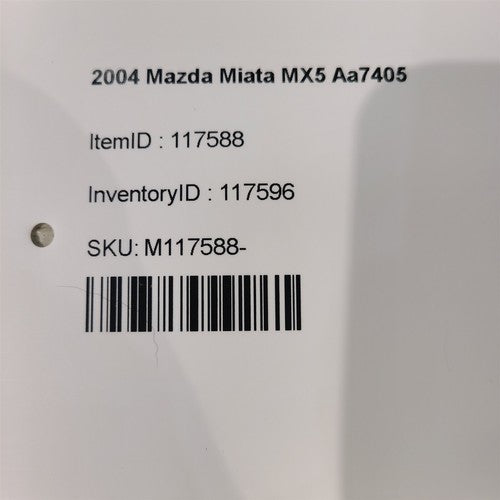 2004 Mazda Miata MX5 Aa7405
ItemID : 117588
InventoryID : 117596
SKU: M117588-